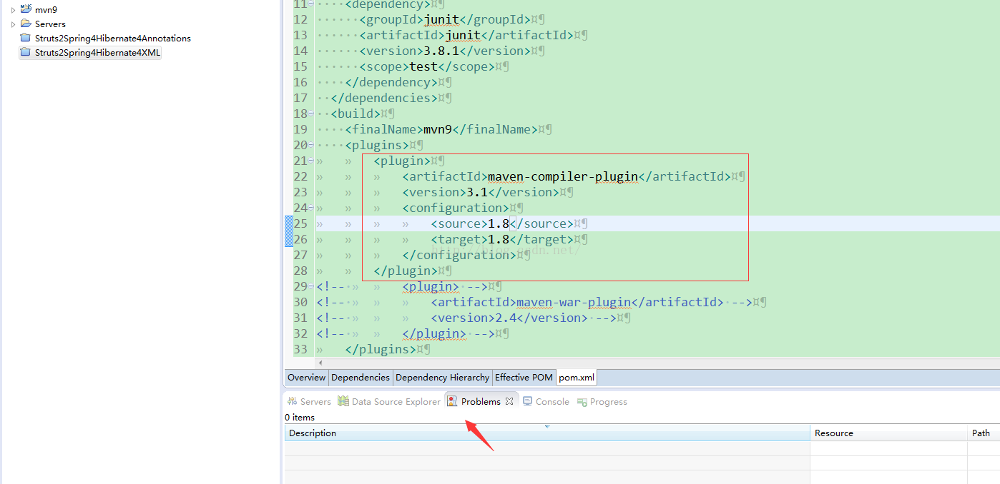 mvn9
Servers
Struts2Spring4Hibernate4Annotations
Struts2Spring4Hibernate4XML
11 ····<dependency>¤¶
12 ······<groupId>junit</groupId>¤¶
13 ······<artifactId>junit</artifactId>¤¶
14 ······<version>3.8.1</version>¤¶
15 ······<scope>test</scope>¤¶
16 ····</dependency>¤¶
17 ··</dependencies>¤¶
18 ··<build>¤¶
19 ····<finalName>mvn9</finalName>¤¶
20 ····<plugins>¤¶
21 » » <plugin>¤¶
22 » » » <artifactId>maven-compiler-plugin</artifactId>¤¶
23 » » » <version>3.1</version>¤¶
24 » » » <configuration>¤¶
25 » » » » <source>1.8</source>¤¶
26 » » » » <target>1.8</target>¤¶
http://blog.csdn.net/
27 » » » </configuration>¤¶
28 » » </plugin>¤¶
29 <!--·» » <plugin>·-->¤¶
30 <!--·» » » <artifactId>maven-war-plugin</artifactId>·-->¤¶
31 <!--·» » » <version>2.4</version>·-->¤¶
32 <!--·» » </plugin>·-->¤¶
33 » </plugins>¤¶
Overview Dependencies Dependency Hierarchy Effective POM pom.xml
Servers Data Source Explorer Problems Console Progress
0 items
Description Resource Path